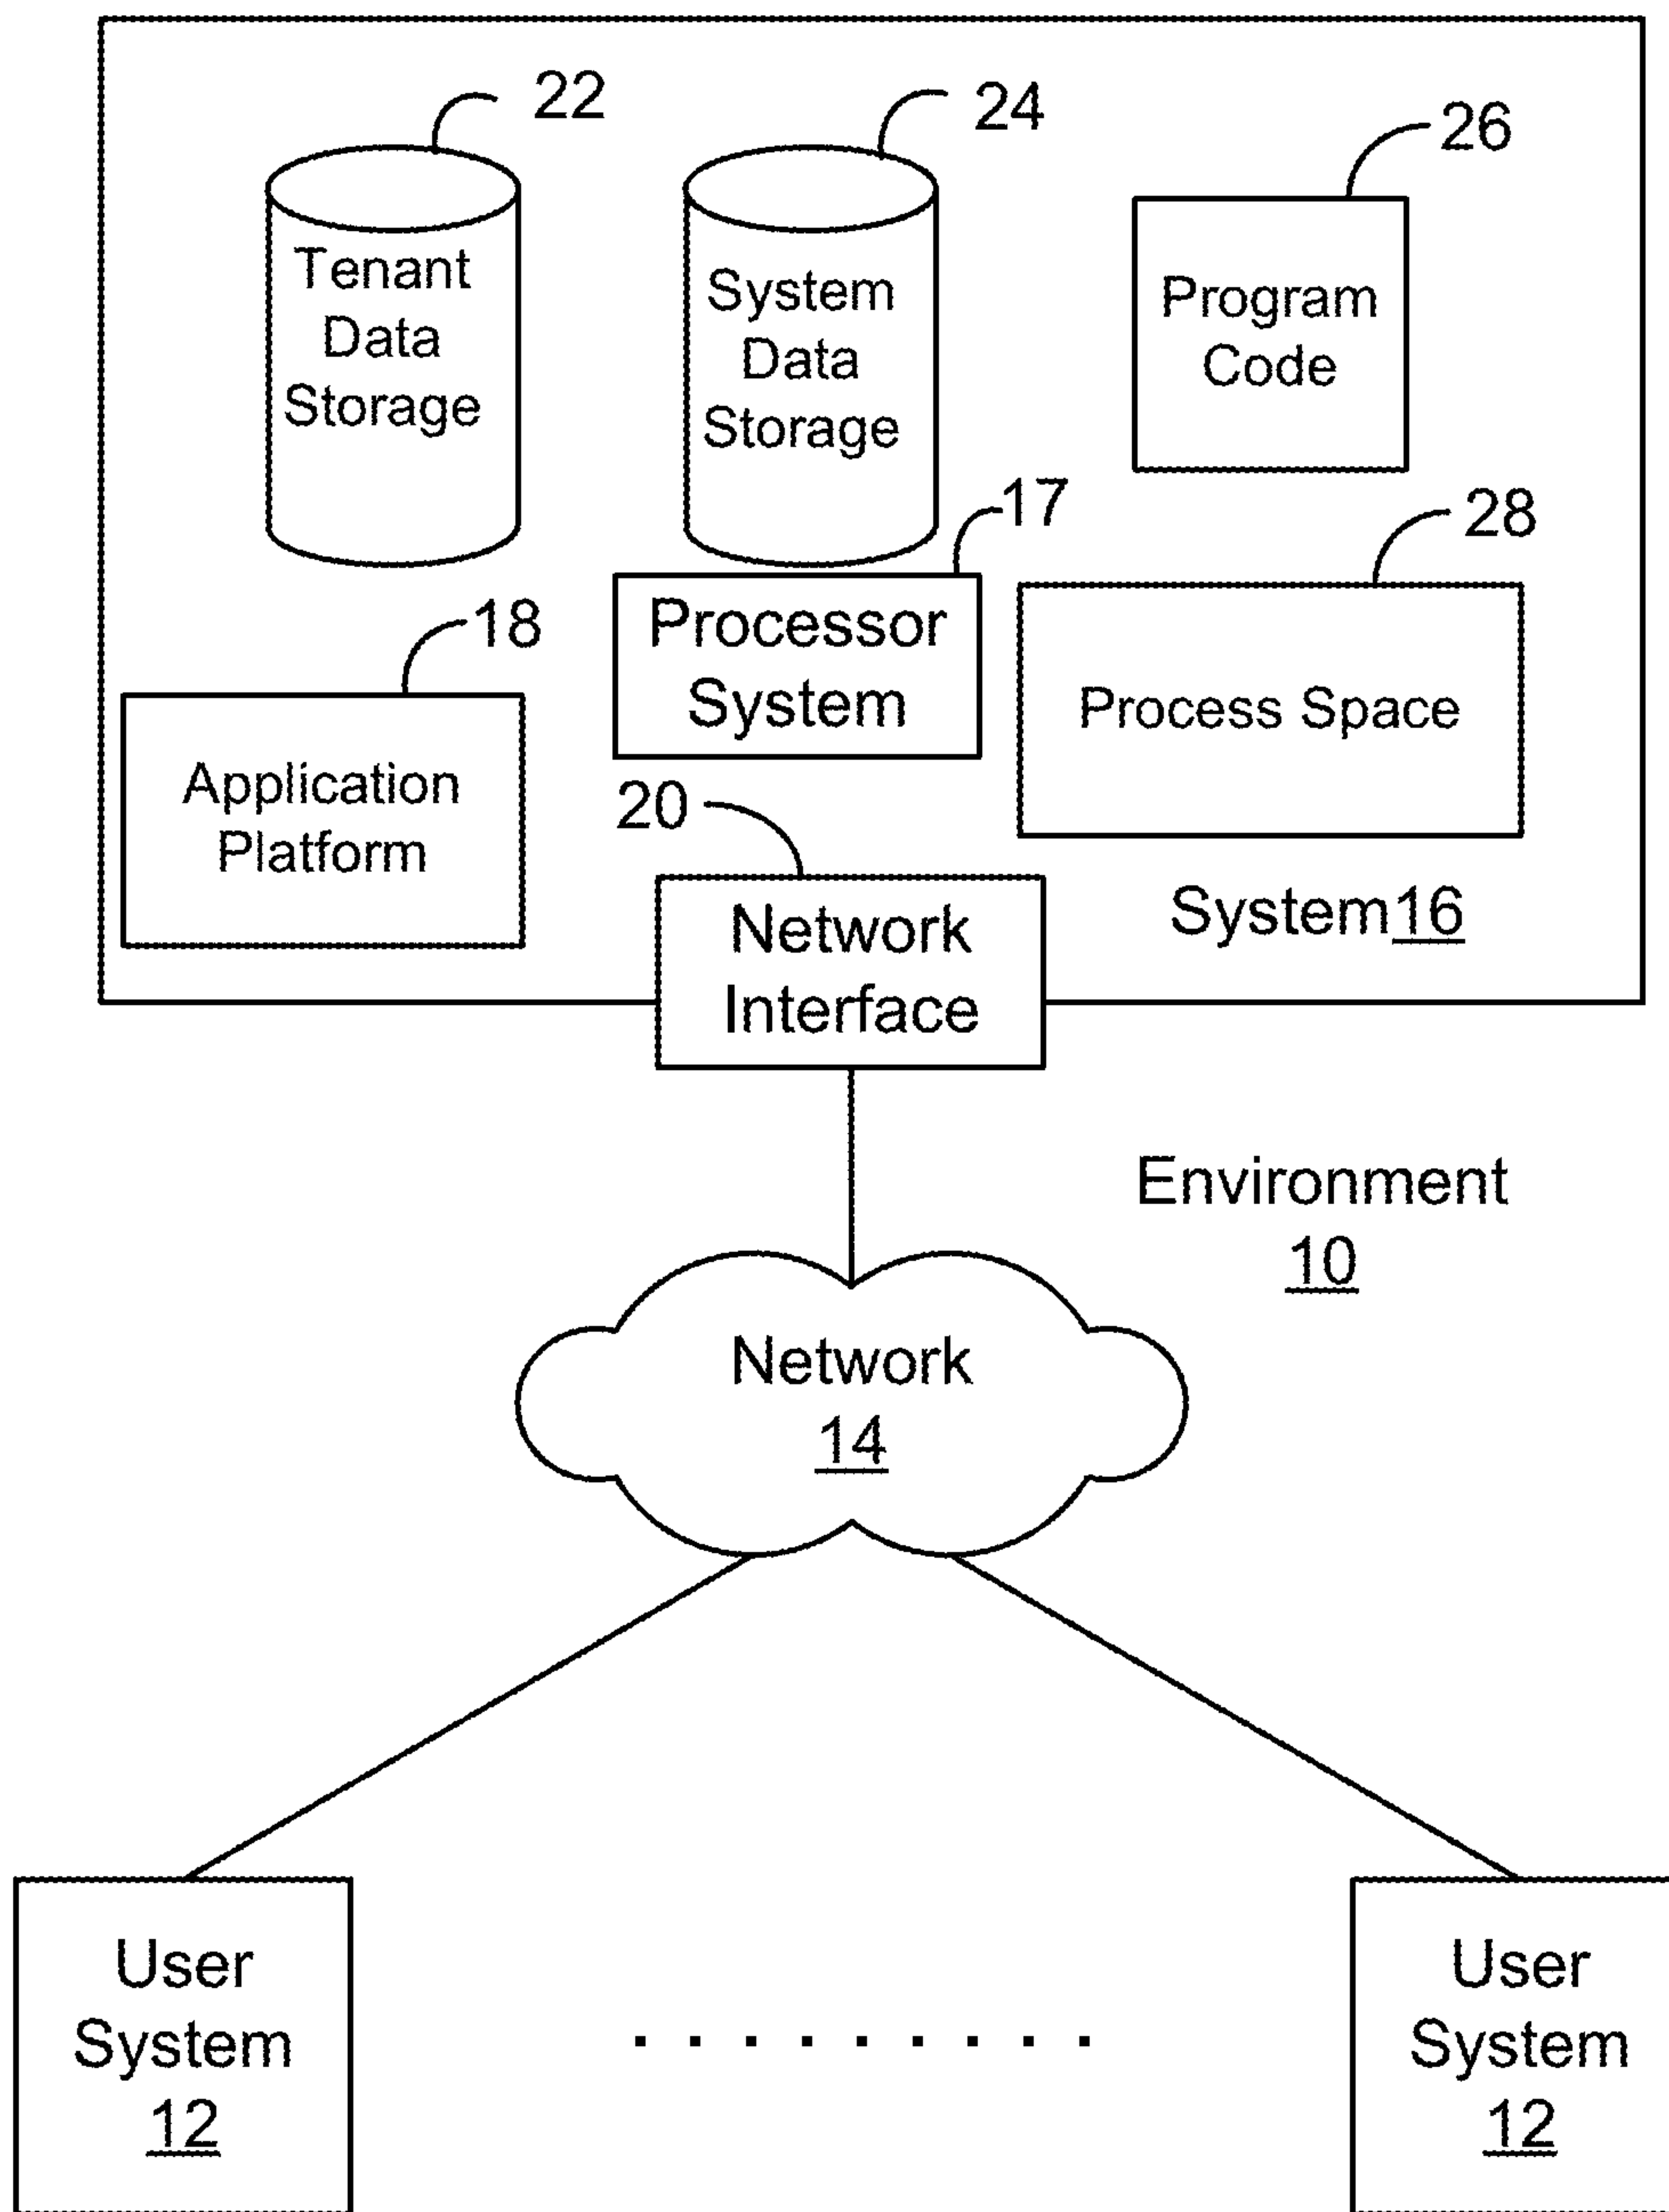 22
24
26
Tenant
Data
Storage
System
Data
Storage
Program
Code
17
28
18
Processor
System
Process Space
Application
Platform
20
Network
Interface
System16
Environment
10
Network
14
User
System
12
. . . . . . . . .
User
System
12